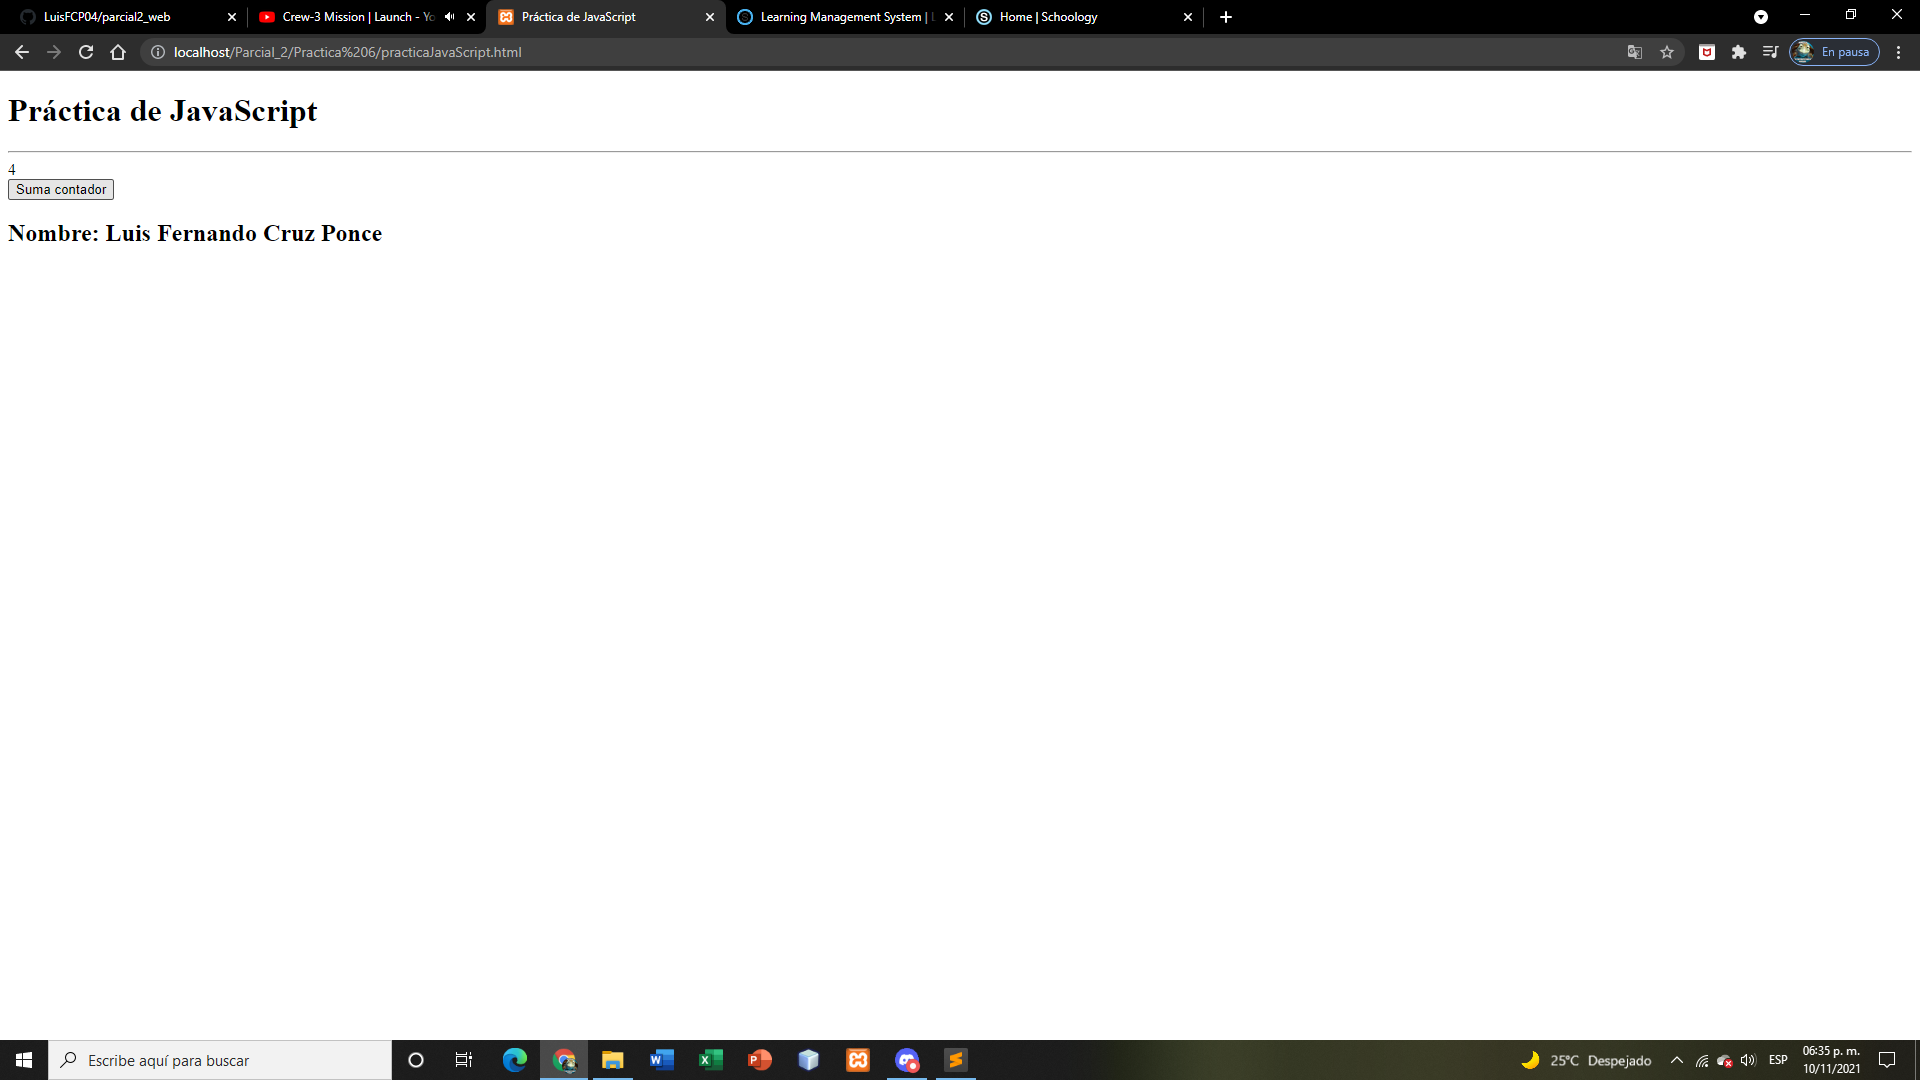 LuisFCP04/parcial2_web
Crew-3 Mission | Launch - Yo
Práctica de JavaScript
Learning Management System |
Home | Schoology
localhost/Parcial_2/Practica%206/practicaJavaScript.html
En pausa
Práctica de JavaScript
4
Suma contador
Nombre: Luis Fernando Cruz Ponce
Escribe aquí para buscar
25°C Despejado
ESP
06:35 p. m.
10/11/2021